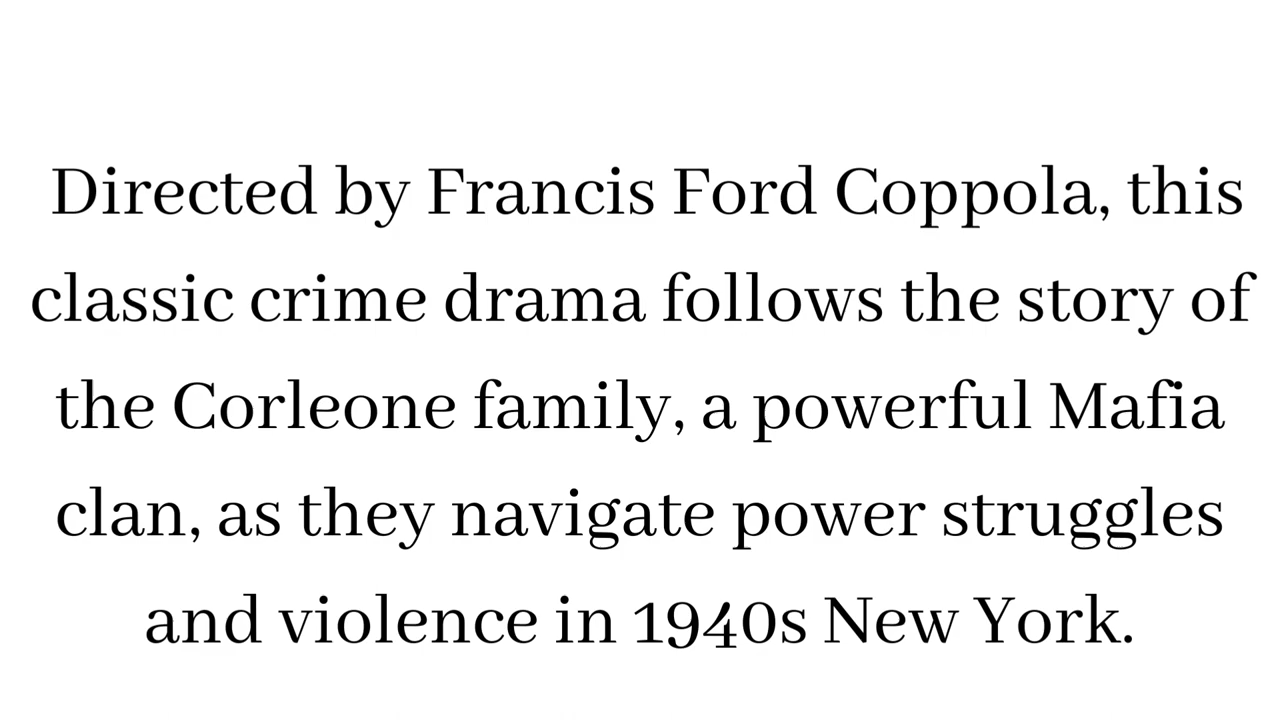 Directed by Francis Ford Coppola, this
classic crime drama follows the story of
the Corleone family, a powerful Mafia
clan, as they navigate power struggles
and violence in 1940s New York.